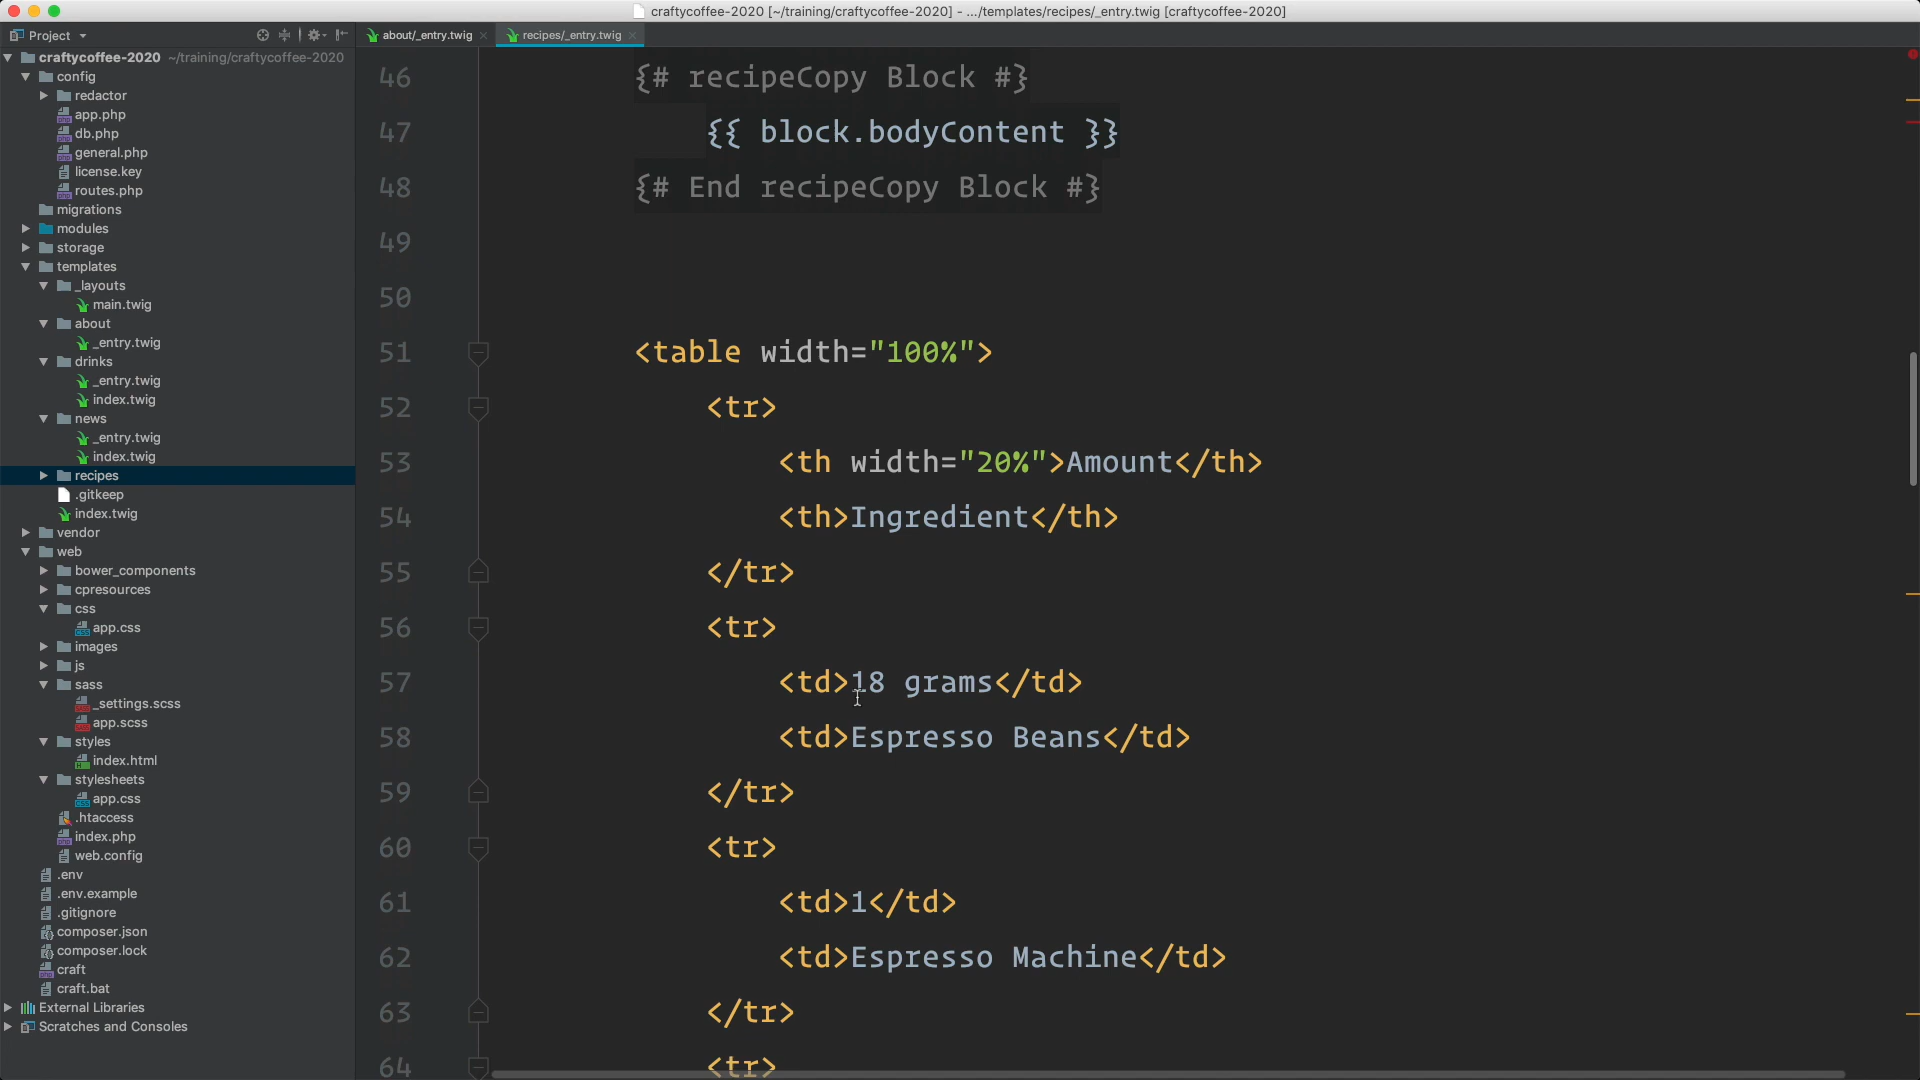 craftycoffee-2020 [~/training/craftycoffee-2020] - .../templates/recipes/_entry.twig [craftycoffee-2020]
Project
about/_entry.twig
recipes/_entry.twig
craftycoffee-2020 ~/training/craftycoffee-2020
config
redactor
app.php
db.php
general.php
license.key
routes.php
migrations
modules
storage
templates
_layouts
main.twig
about
_entry.twig
drinks
_entry.twig
index.twig
news
_entry.twig
index.twig
recipes
.gitkeep
index.twig
vendor
web
bower_components
cpresources
css
app.css
images
js
sass
_settings.scss
app.scss
styles
index.html
stylesheets
app.css
.htaccess
index.php
web.config
.env
.env.example
.gitignore
composer.json
composer.lock
craft
craft.bat
External Libraries
Scratches and Consoles
46 {# recipeCopy Block #}
47 {{ block.bodyContent }}
48 {# End recipeCopy Block #}
49
50
51 <table width="100%">
52 <tr>
53 <th width="20%">Amount</th>
54 <th>Ingredient</th>
55 </tr>
56 <tr>
57 <td>18 grams</td>
58 <td>Espresso Beans</td>
59 </tr>
60 <tr>
61 <td>1</td>
62 <td>Espresso Machine</td>
63 </tr>
64 <tr>